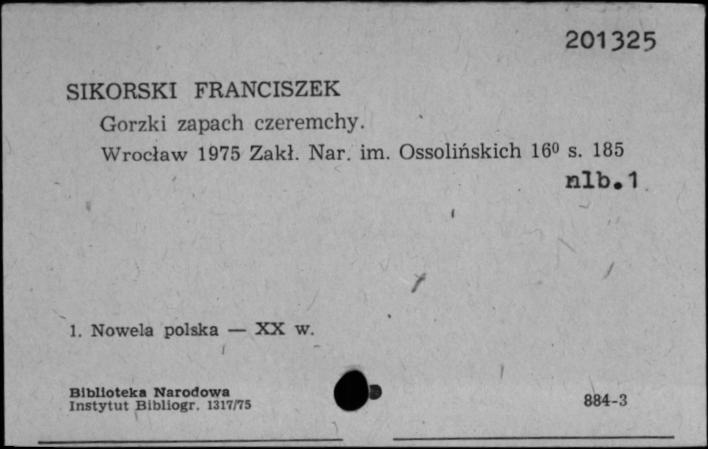 201325
SIKORSKI FRANCISZEK
Gorzki zapach czeremchy.
Wrocław 1975 Zakł. Nar. im. Ossolińskich 16⁰ s. 185
nlb.1
1. Nowela polska — XX w.
Biblioteka Narodowa
Instytut Bibliogr. 1317/75
884-3